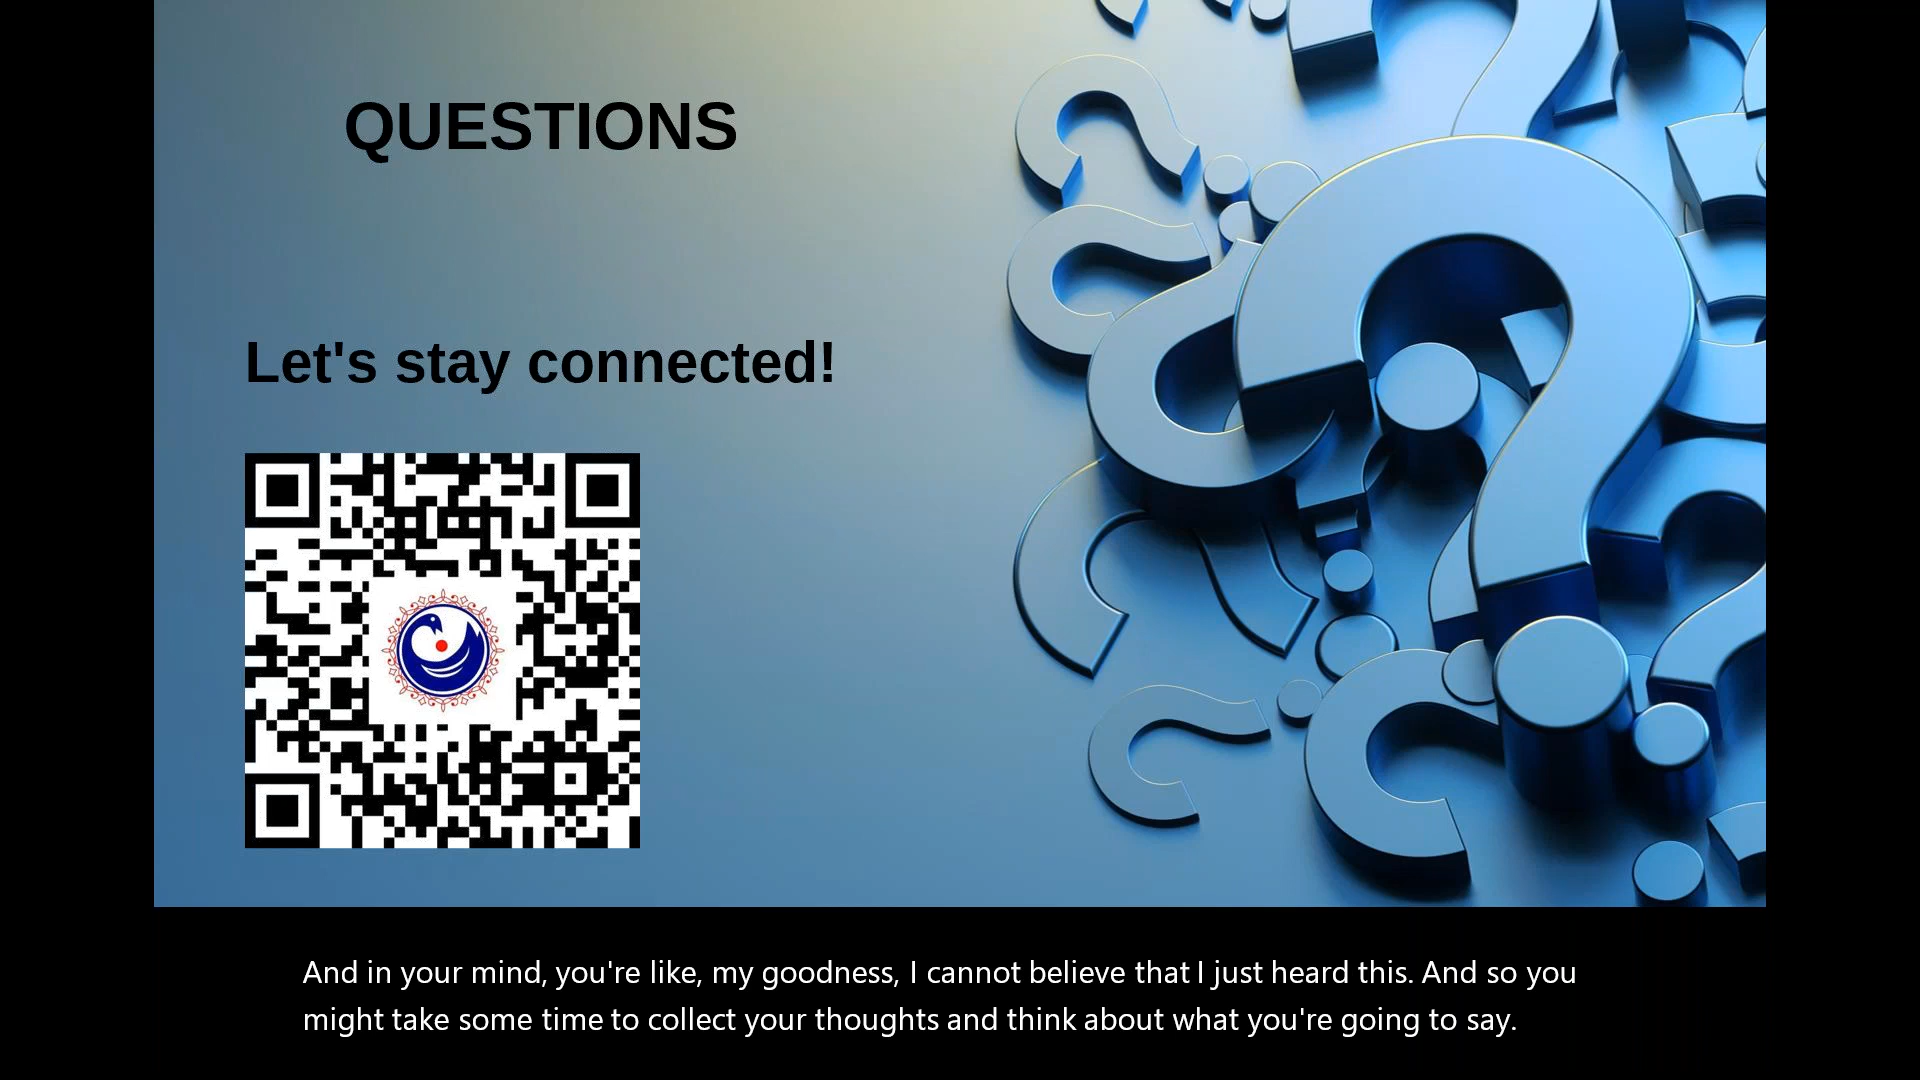 QUESTIONS
Let's stay connected!
And in your mind, you're like, my goodness, I cannot believe that I just heard this. And so you
might take some time to collect your thoughts and think about what you're going to say.